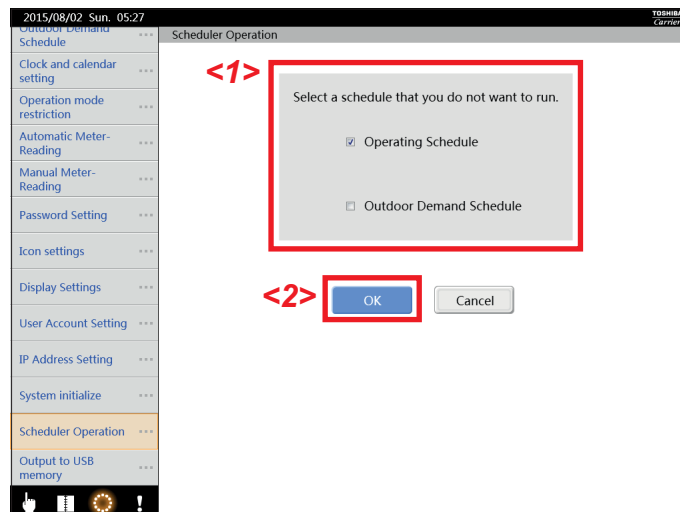 2015/08/02 Sun. 05:27
TOSHIBA
Carrier
Outdoor Demand
Schedule
Clock and calendar
setting
Operation mode
restriction
Automatic Meter-
Reading
Manual Meter-
Reading
Password Setting
Icon settings
Display Settings
User Account Setting
IP Address Setting
System initialize
Scheduler Operation
Output to USB
memory
Scheduler Operation
<1>
Select a schedule that you do not want to run.
Operating Schedule
Outdoor Demand Schedule
<2>
OK
Cancel